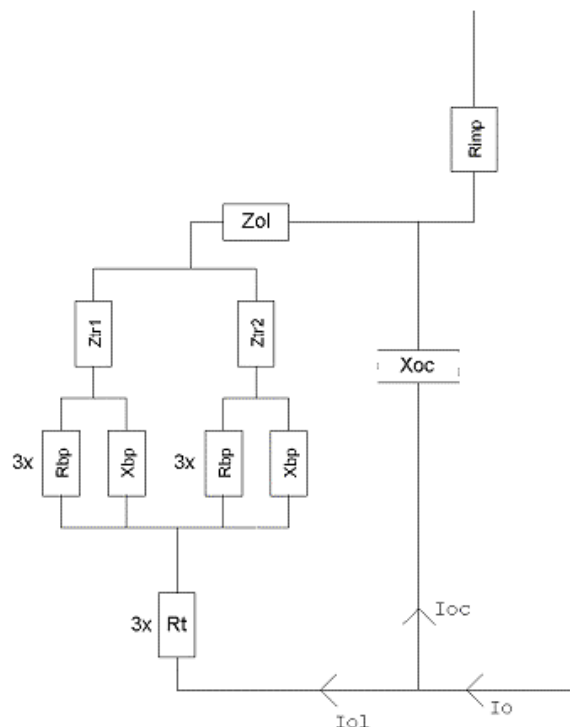 Rimp
Zol
Ztr1
Ztr2
Xoc
3x
Rbp
Xbp
3x
Rbp
Xbp
3x
Rt
Ioc
Iol
Io